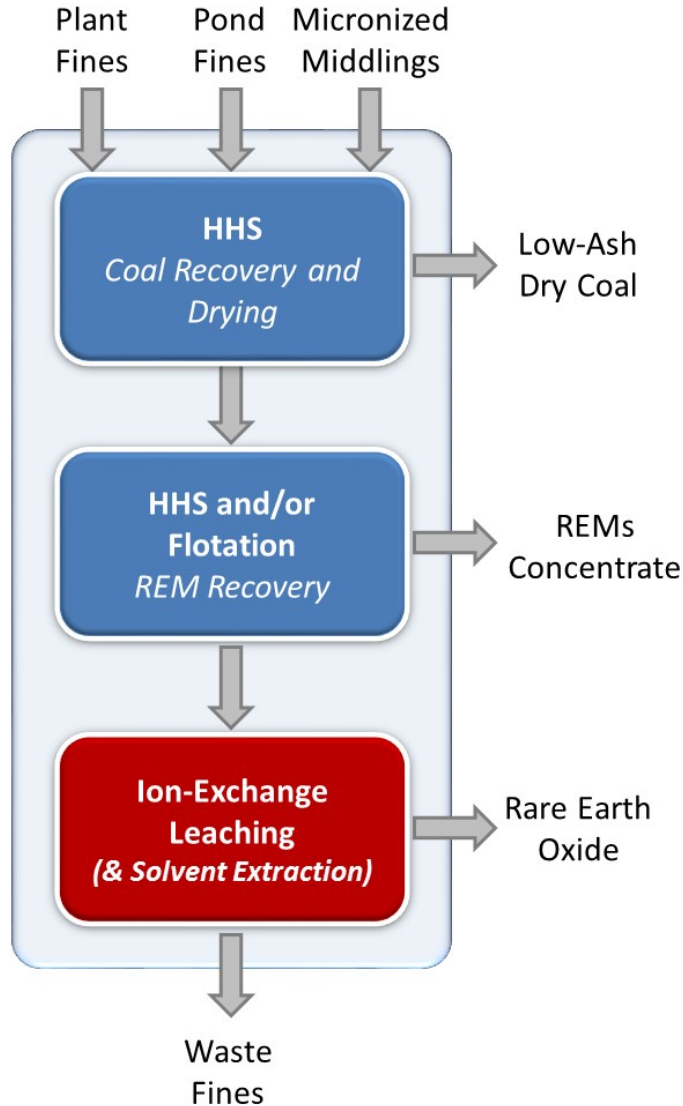 Plant
Fines
Pond
Fines
Micronized
Middlings
HHS
Coal Recovery and
Drying
Low-Ash
Dry Coal
HHS and/or
Flotation
REM Recovery
REMs
Concentrate
Ion-Exchange
Leaching
(& Solvent Extraction)
Rare Earth
Oxide
Waste
Fines